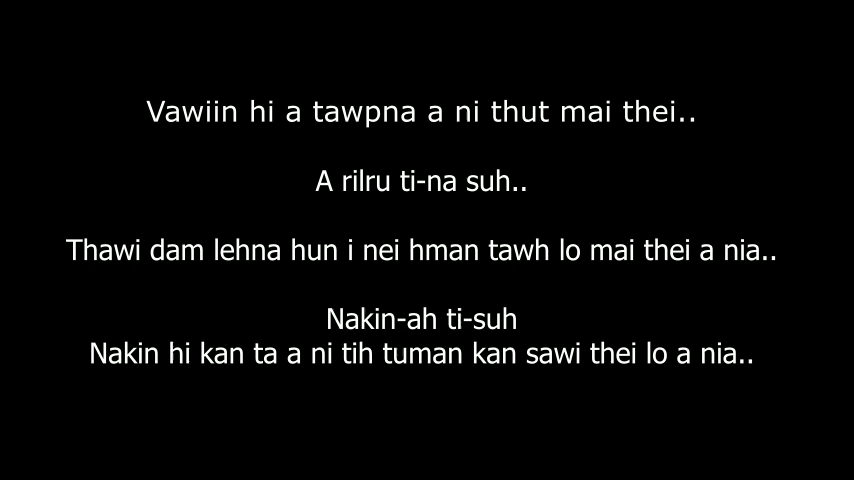 Vawiin hi a tawpna a ni thut mai thei..
A rilru ti-na suh..
Thawi dam lehna hun i nei hman tawh lo mai thei a nia..
Nakin-ah ti-suh
Nakin hi kan ta a ni tih tuman kan sawi thei lo a nia..